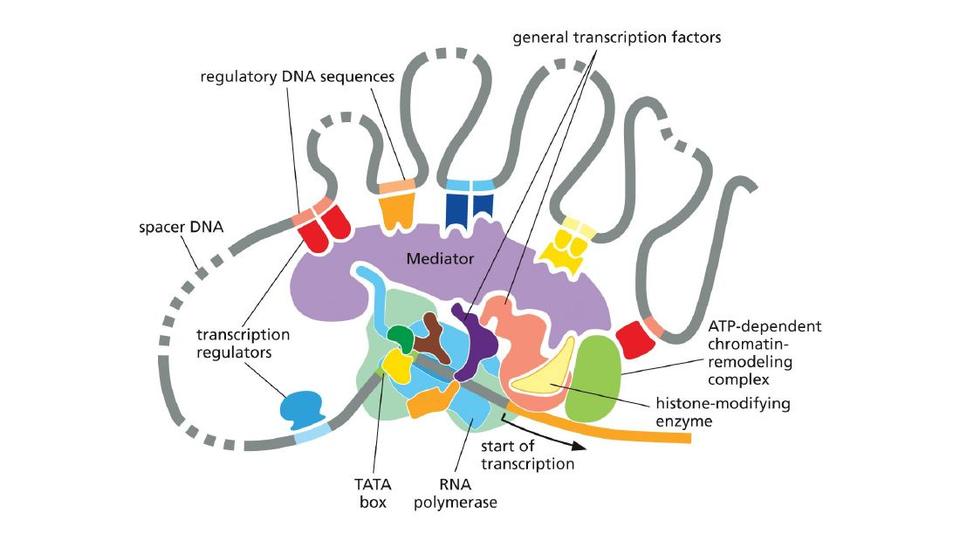 general transcription factors
regulatory DNA sequences
spacer DNA
Mediator
transcription
regulators
ATP-dependent
chromatin-
remodeling
complex
histone-modifying
enzyme
start of
transcription
TATA
box
RNA
polymerase